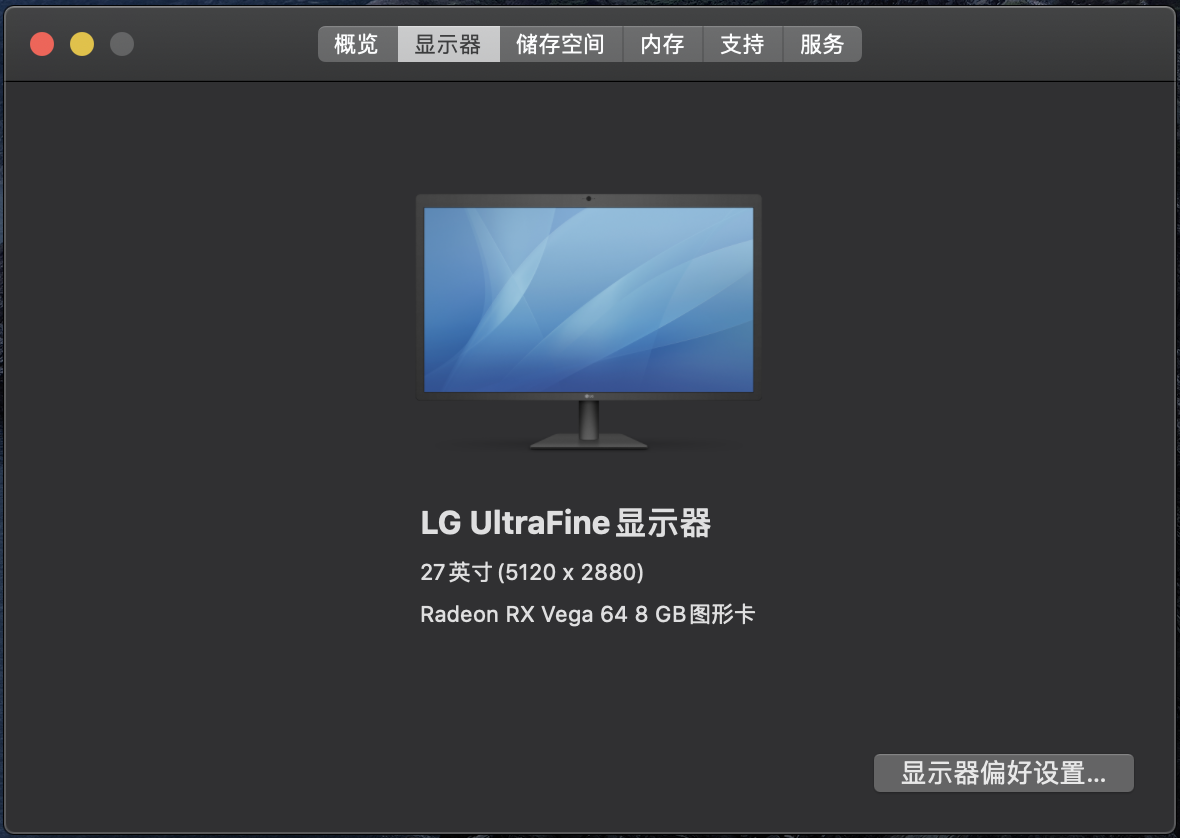 概览 显示器 储存空间 内存 支持 服务
LG UltraFine显示器
27英寸 (5120 x 2880)
Radeon RX Vega 64 8 GB图形卡
显示器偏好设置...